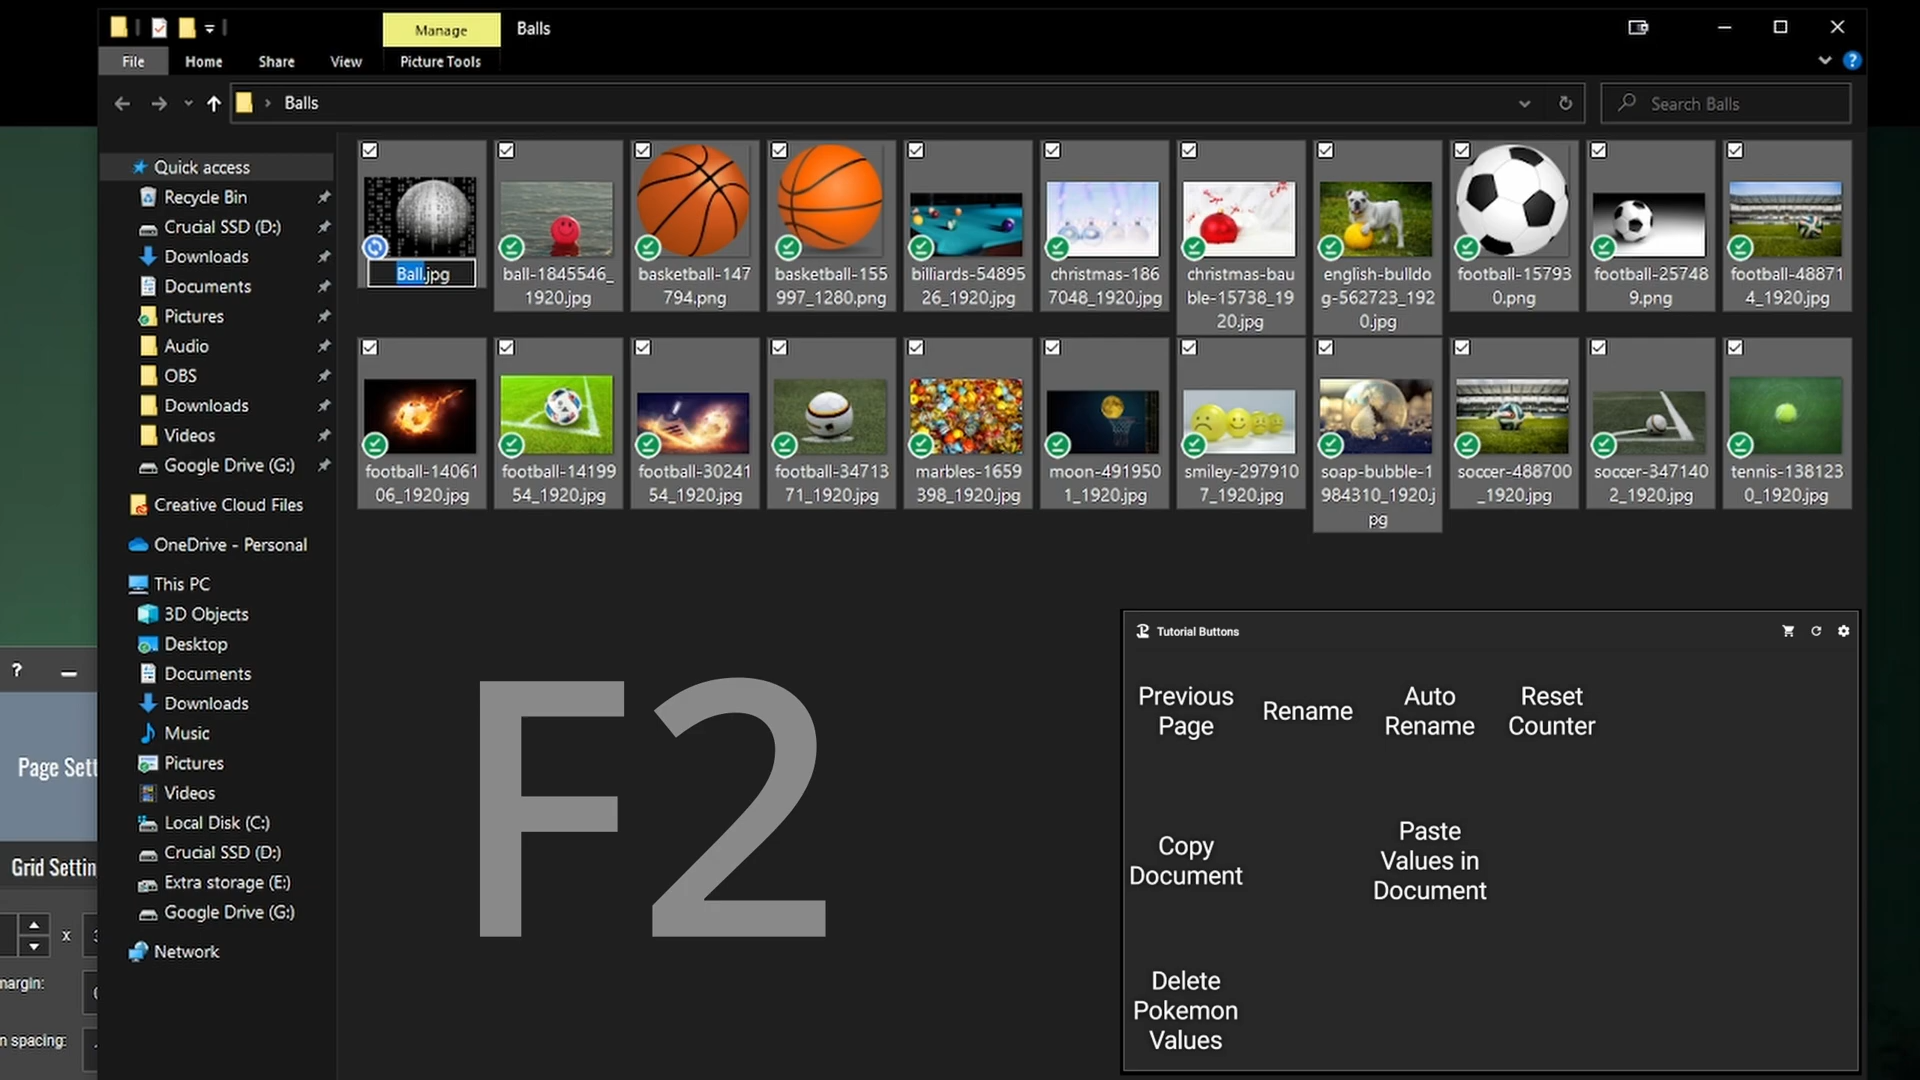 Manage
Balls
File
Home
Share
View
Picture Tools
?
Balls
Search Balls
Quick access
Recycle Bin
Crucial SSD (D:)
Downloads
Documents
Pictures
Audio
OBS
Downloads
Videos
Google Drive (G:)
Creative Cloud Files
OneDrive - Personal
This PC
3D Objects
Desktop
Documents
Downloads
Music
Pictures
Videos
Local Disk (C:)
Crucial SSD (D:)
Extra storage (E:)
Google Drive (G:)
Network
Ball.jpg
ball-1845546_
1920.jpg
basketball-147
794.png
basketball-155
997_1280.png
billiards-54895
26_1920.jpg
christmas-186
7048_1920.jpg
christmas-bau
ble-15738_19
20.jpg
english-bulldo
g-562723_192
0.jpg
football-15793
0.png
football-25748
9.png
football-48871
4_1920.jpg
football-14061
06_1920.jpg
football-14199
54_1920.jpg
football-30241
54_1920.jpg
football-34713
71_1920.jpg
marbles-1659
398_1920.jpg
moon-491950
1_1920.jpg
smiley-297910
7_1920.jpg
soap-bubble-1
984310_1920.j
pg
soccer-488700
_1920.jpg
soccer-347140
2_1920.jpg
tennis-138123
0_1920.jpg
F2
Tutorial Buttons
Previous
Page
Rename
Auto
Rename
Reset
Counter
Copy
Document
Paste
Values in
Document
Delete
Pokemon
Values
?
Page Sett
Grid Settin
x
margin:
n spacing: